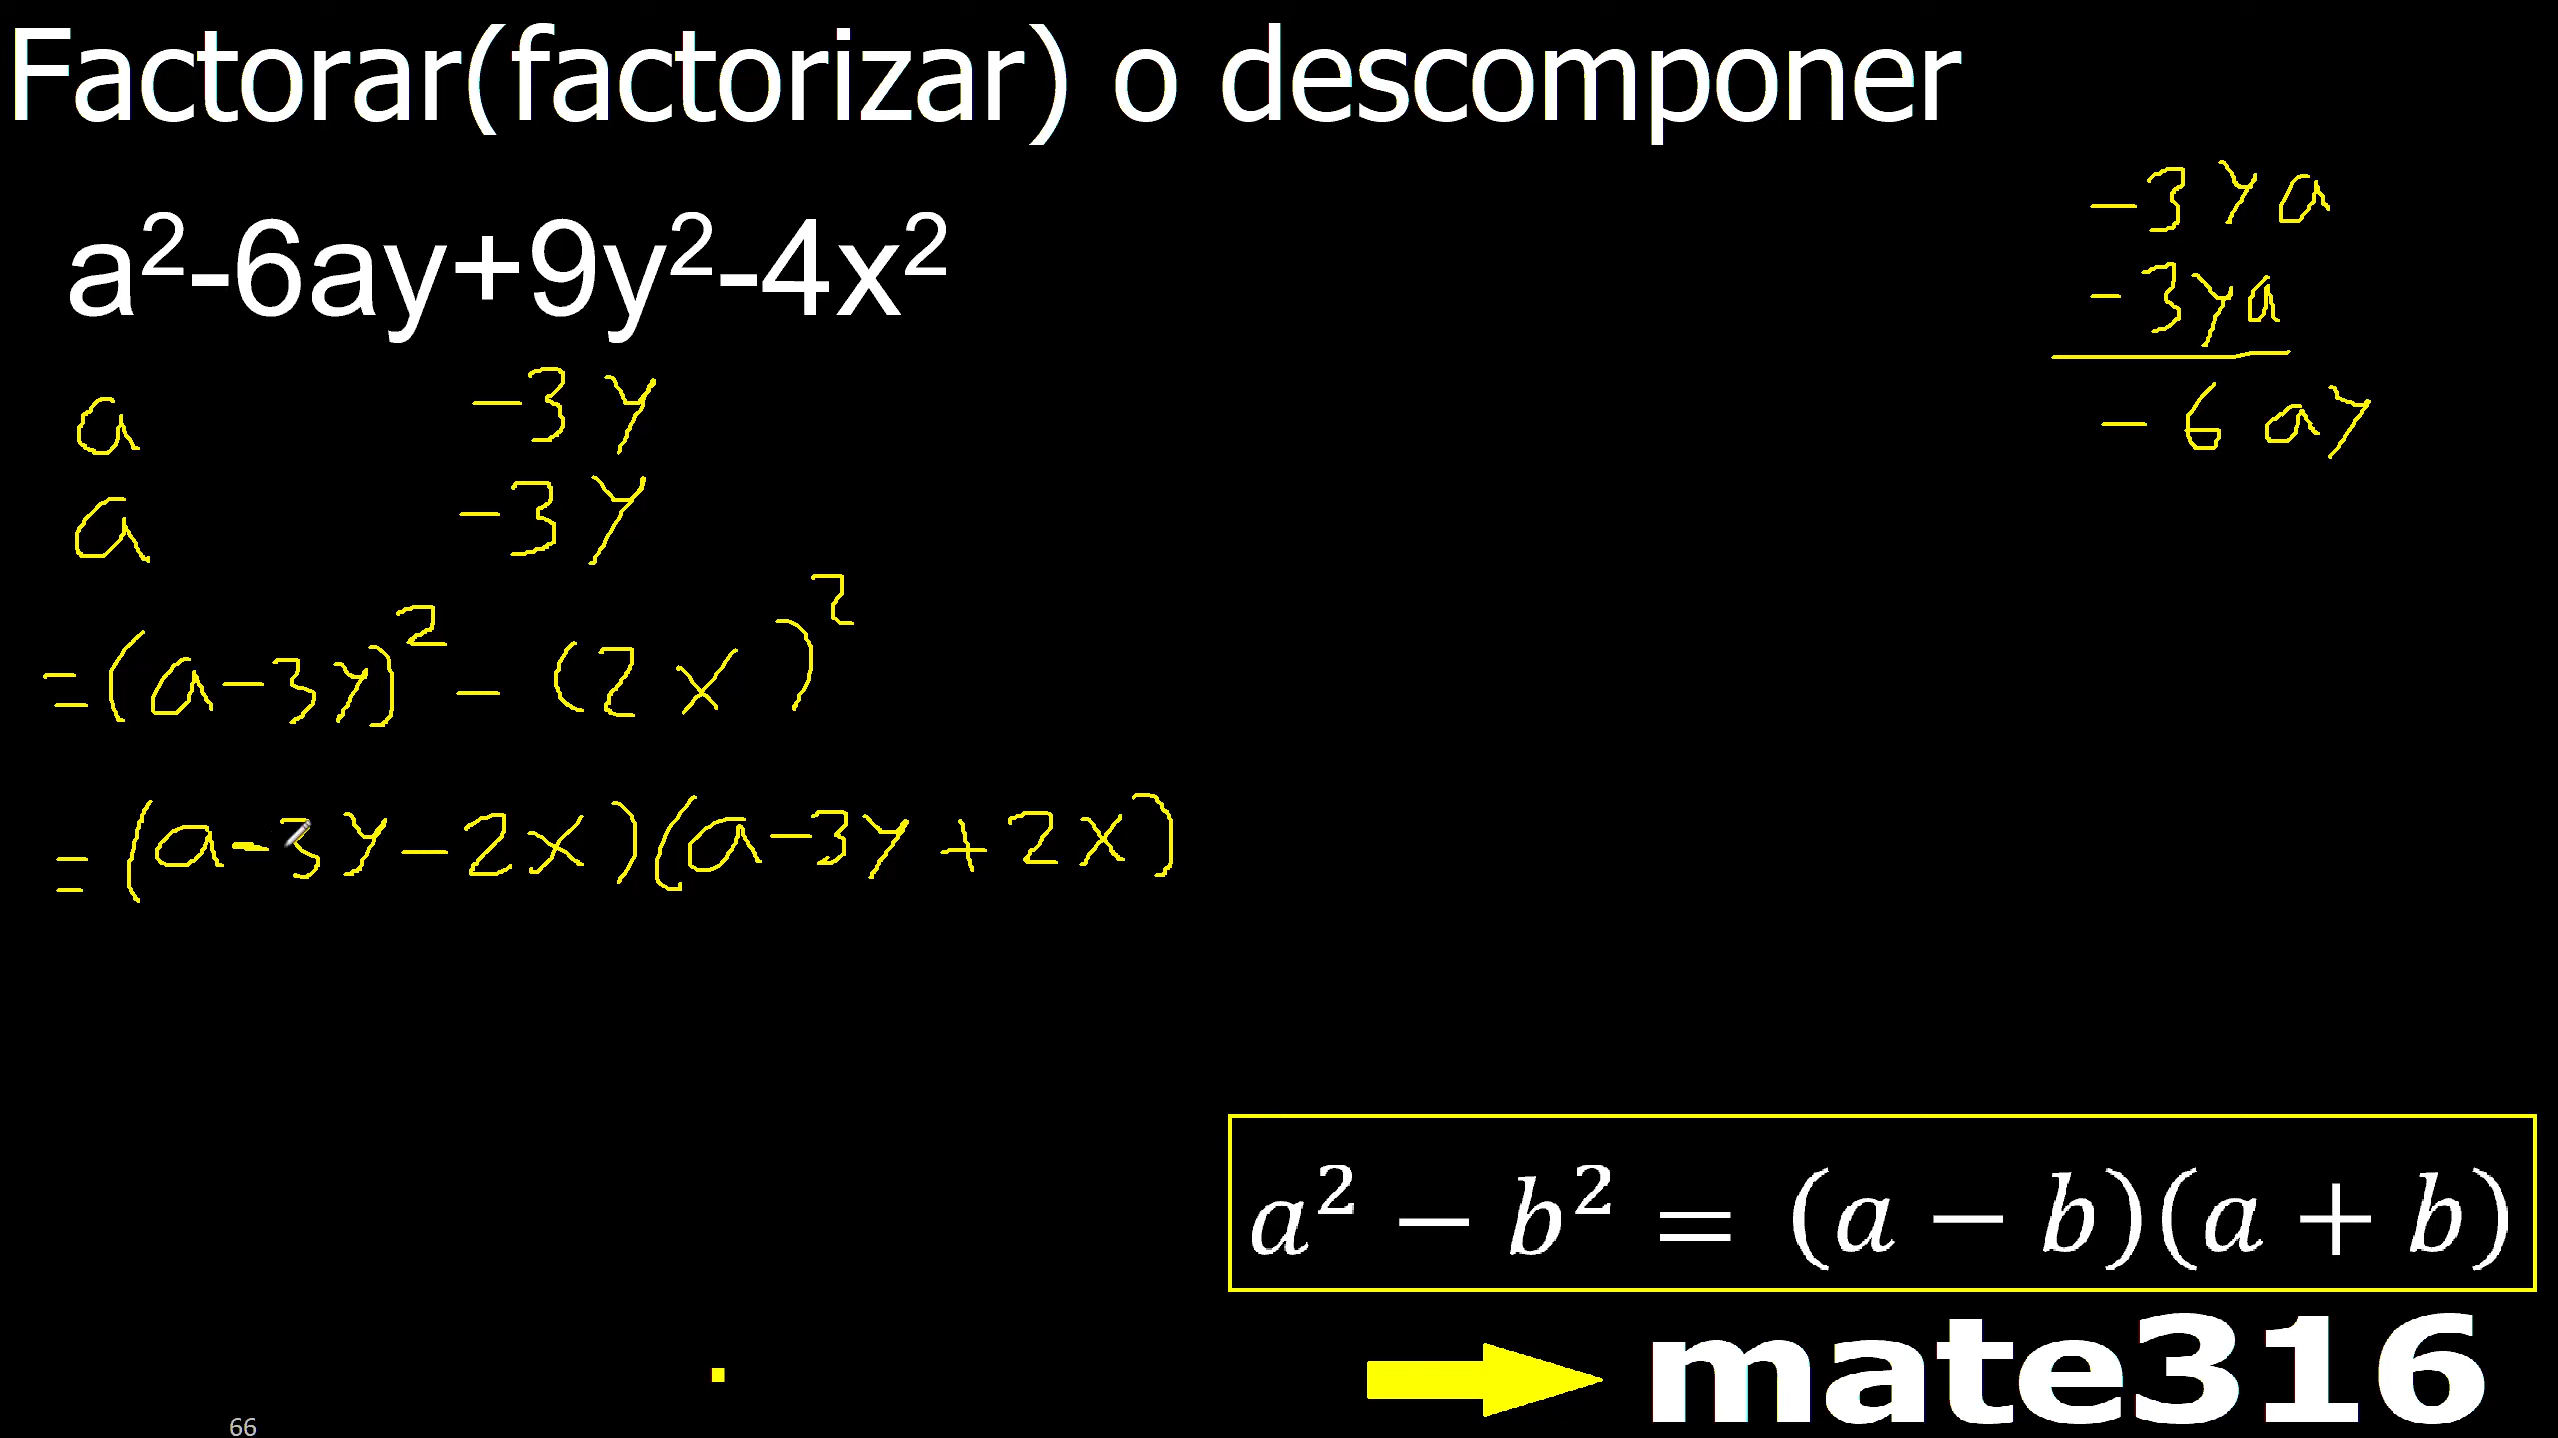 Factorar(factorizar) o descomponer
a²-6ay+9y²-4x²
-3ya
-3ya
-6ay
a -3y
a -3y
=(a-3y)²-(2x)²
=(a-3y-2x)(a-3y+2x)
a² − b² = (a − b)(a + b)
mate316
66